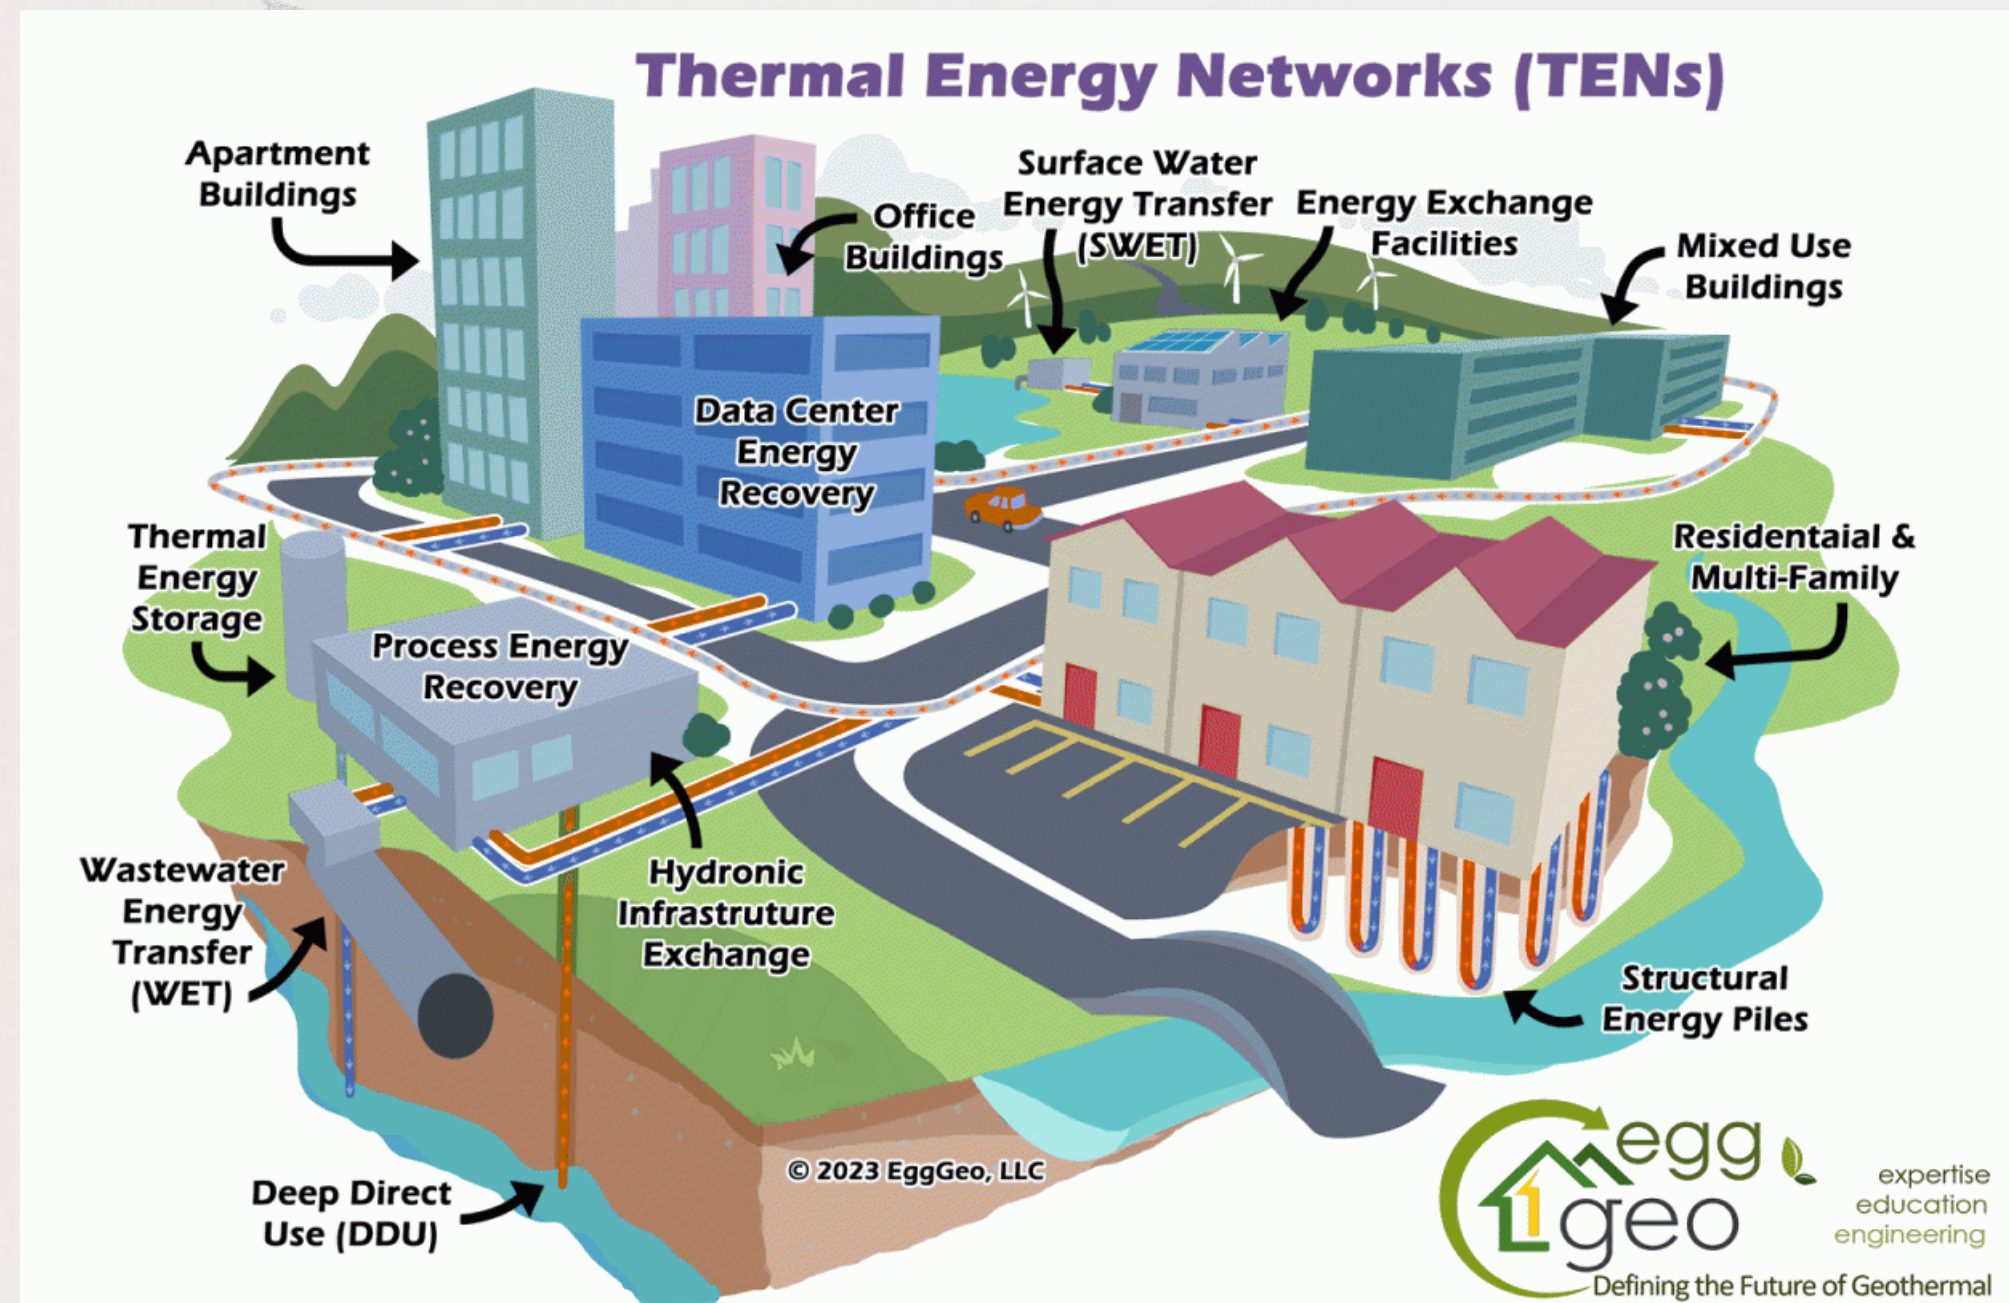 Thermal Energy Networks (TENs)
Apartment
Buildings
Office
Buildings
Surface Water
Energy Transfer
(SWET)
Energy Exchange
Facilities
Mixed Use
Buildings
Data Center
Energy
Recovery
Thermal
Energy
Storage
Process Energy
Recovery
Residentaial &
Multi-Family
Wastewater
Energy
Transfer
(WET)
Hydronic
Infrastruture
Exchange
Structural
Energy Piles
Deep Direct
Use (DDU)
© 2023 EggGeo, LLC
egg
geo
expertise
education
engineering
Defining the Future of Geothermal